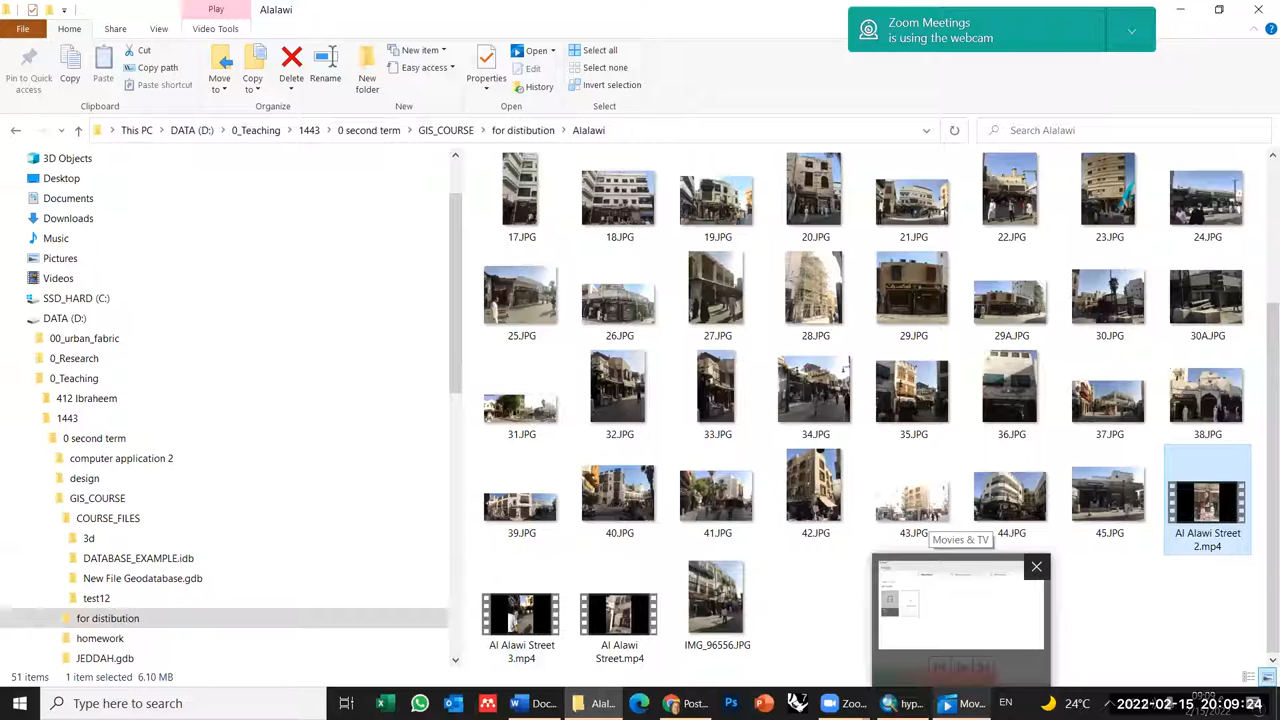 Play
Alalawi
Zoom Meetings
is using the webcam
File
Home
Share
View
Video Tools
Pin to Quick
access
Copy
Paste
Cut
Copy path
Paste shortcut
Move
to
Copy
to
Delete
Rename
New
folder
New item
Easy access
Properties
Open
Edit
History
Select all
Select none
Invert selection
Clipboard
Organize
New
Open
Select
This PC
DATA (D:)
0_Teaching
1443
0 second term
GIS_COURSE
for distibution
Alalawi
Search Alalawi
3D Objects
Desktop
Documents
Downloads
Music
Pictures
Videos
SSD_HARD (C:)
DATA (D:)
00_urban_fabric
0_Research
0_Teaching
412 Ibraheem
1443
0 second term
computer application 2
design
GIS_COURSE
COURSE_FILES
3d
DATABASE_EXAMPLE.idb
New File Geodatabase.gdb
test12
for distibution
homework
JEDDAH.gdb
17.JPG
18.JPG
19.JPG
20.JPG
21.JPG
22.JPG
23.JPG
24.JPG
25.JPG
26.JPG
27.JPG
28.JPG
29.JPG
29A.JPG
30.JPG
30A.JPG
31.JPG
32.JPG
33.JPG
34.JPG
35.JPG
36.JPG
37.JPG
38.JPG
39.JPG
40.JPG
41.JPG
42.JPG
43.JPG
44.JPG
45.JPG
Al Alawi Street
2.mp4
Movies & TV
Al Alawi Street
3.mp4
Al Alawi
Street.mp4
IMG_96556.JPG
51 items
1 item selected
6.10 MB
Type here to search
Doc...
Alal...
Post...
Zoo...
hyp...
Mov...
EN
24°C
2022-02-15 20:09:24